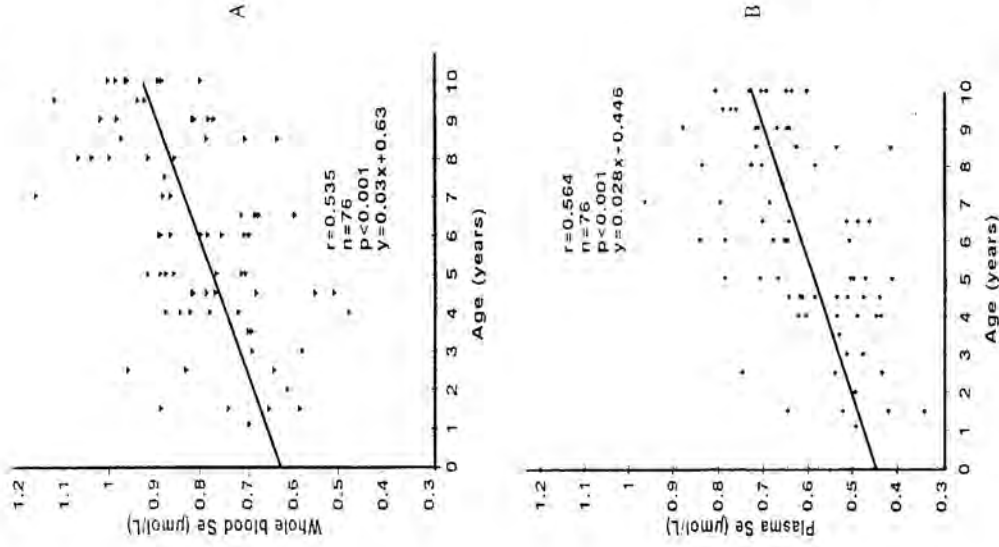 A
Whole blood Se (µmol/L)
1.2
1.1
1
0.9
0.8
0.7
0.6
0.5
0.4
0.3
r=0.535
n=76
p<0.001
y=0.03x+0.63
0 1 2 3 4 5 6 7 8 9 10
Age (years)
B
Plasma Se (µmol/L)
1.2
1.1
1
0.9
0.8
0.7
0.6
0.5
0.4
0.3
r=0.564
n=76
p<0.001
y=0.028x+0.446
0 1 2 3 4 5 6 7 8 9 10
Age (years)